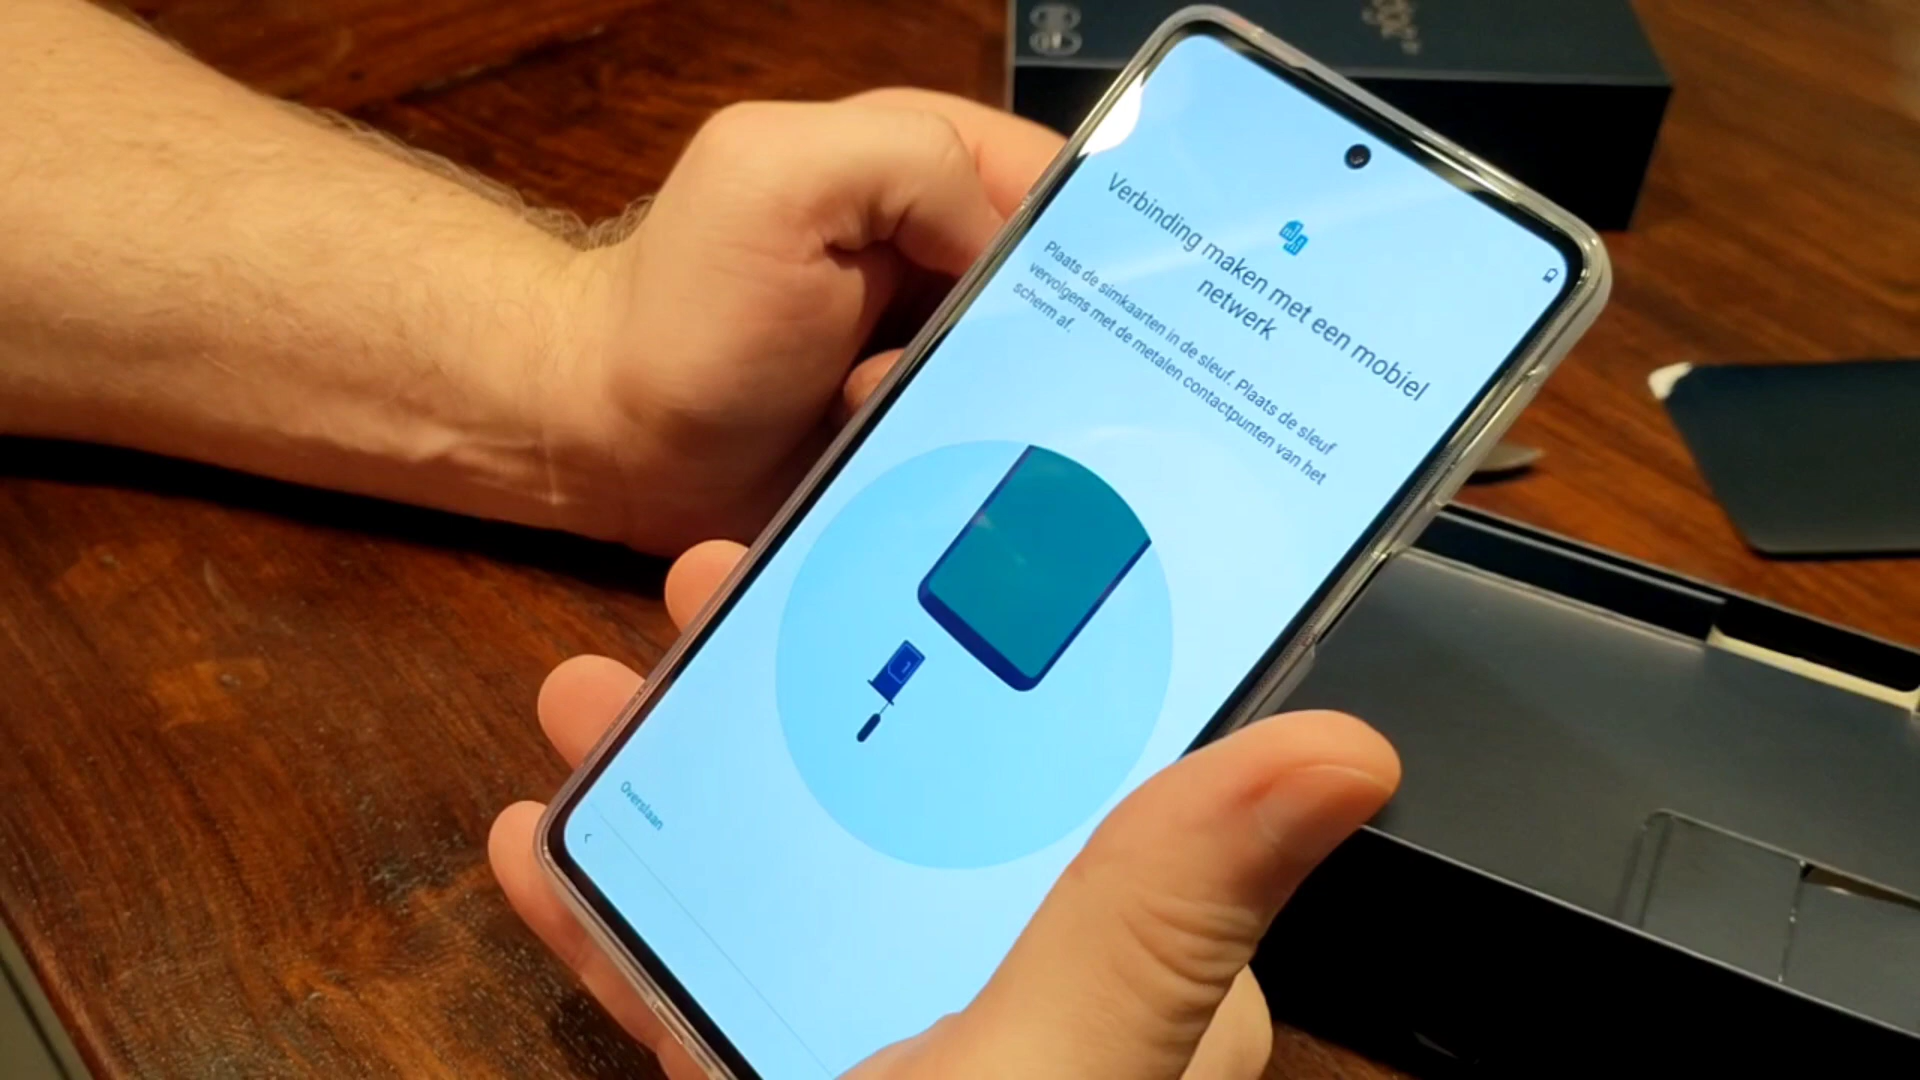 Verbinding maken met een mobiel
netwerk
Plaats de simkaarten in de sleuf. Plaats de sleuf
vervolgens met de metalen contactpunten van het
scherm af.
Overslaan